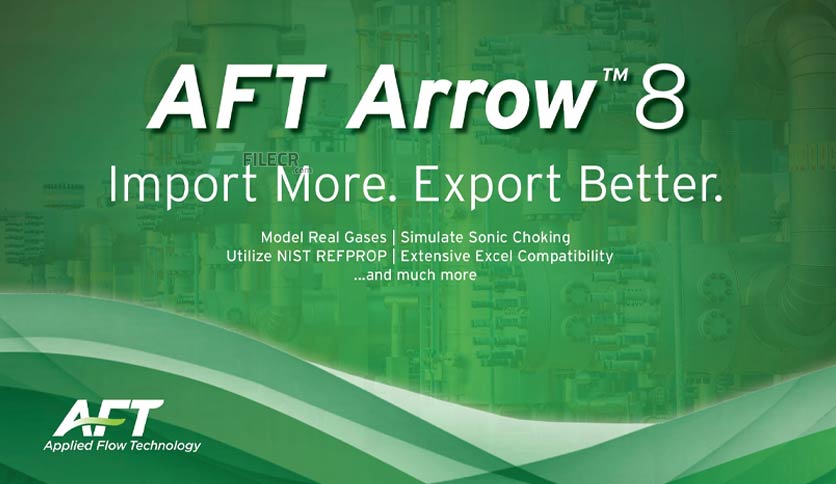 AFT Arrow™ 8
FILECR
.com
Import More. Export Better.
Model Real Gases | Simulate Sonic Choking
Utilize NIST REFPROP | Extensive Excel Compatibility
...and much more
AFT
Applied Flow Technology